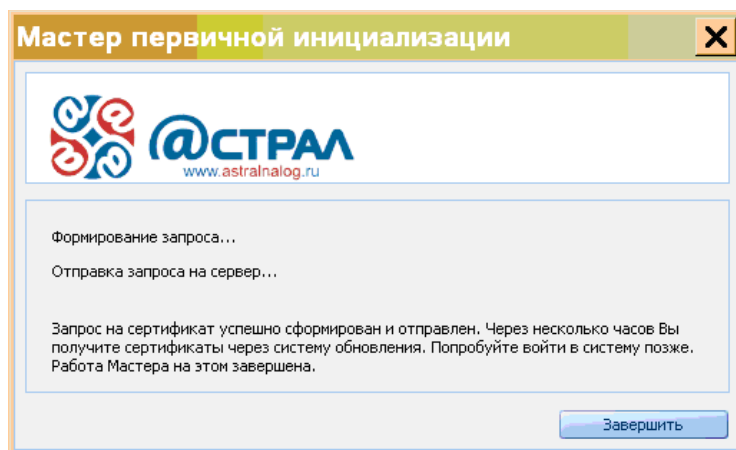 Мастер первичной инициализации
@СТРАЛ
www.astralnalog.ru
Формирование запроса...
Отправка запроса на сервер...
Запрос на сертификат успешно сформирован и отправлен. Через несколько часов Вы
получите сертификаты через систему обновления. Попробуйте войти в систему позже.
Работа Мастера на этом завершена.
Завершить